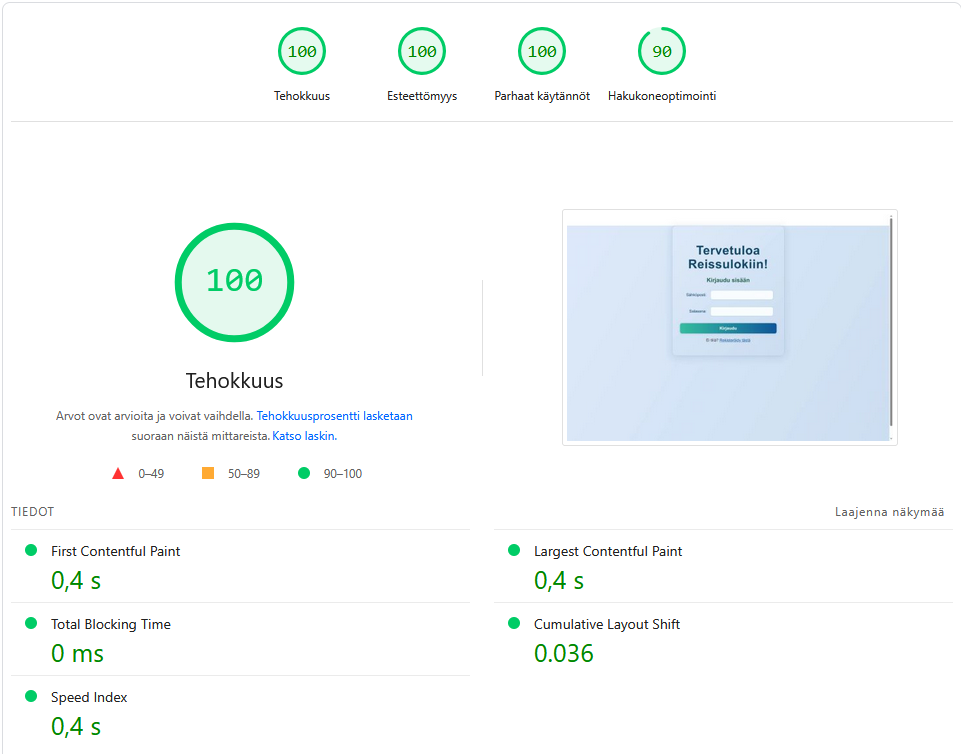 100
100
100
90
Tehokkuus
Esteettömyys
Parhaat käytännöt
Hakukoneoptimointi
100
Tehokkuus
Arvot ovat arvioita ja voivat vaihdella. Tehokkuusprosentti lasketaan
suoraan näistä mittareista. Katso laskin.
0–49
50–89
90–100
Tervetuloa
Reissulokiin!
Kirjaudu sisään
Sähköposti
Salasana
Kirjaudu
Rekisteröidy tästä
TIEDOT
Laajenna näkymää
First Contentful Paint
0,4 s
Largest Contentful Paint
0,4 s
Total Blocking Time
0 ms
Cumulative Layout Shift
0.036
Speed Index
0,4 s